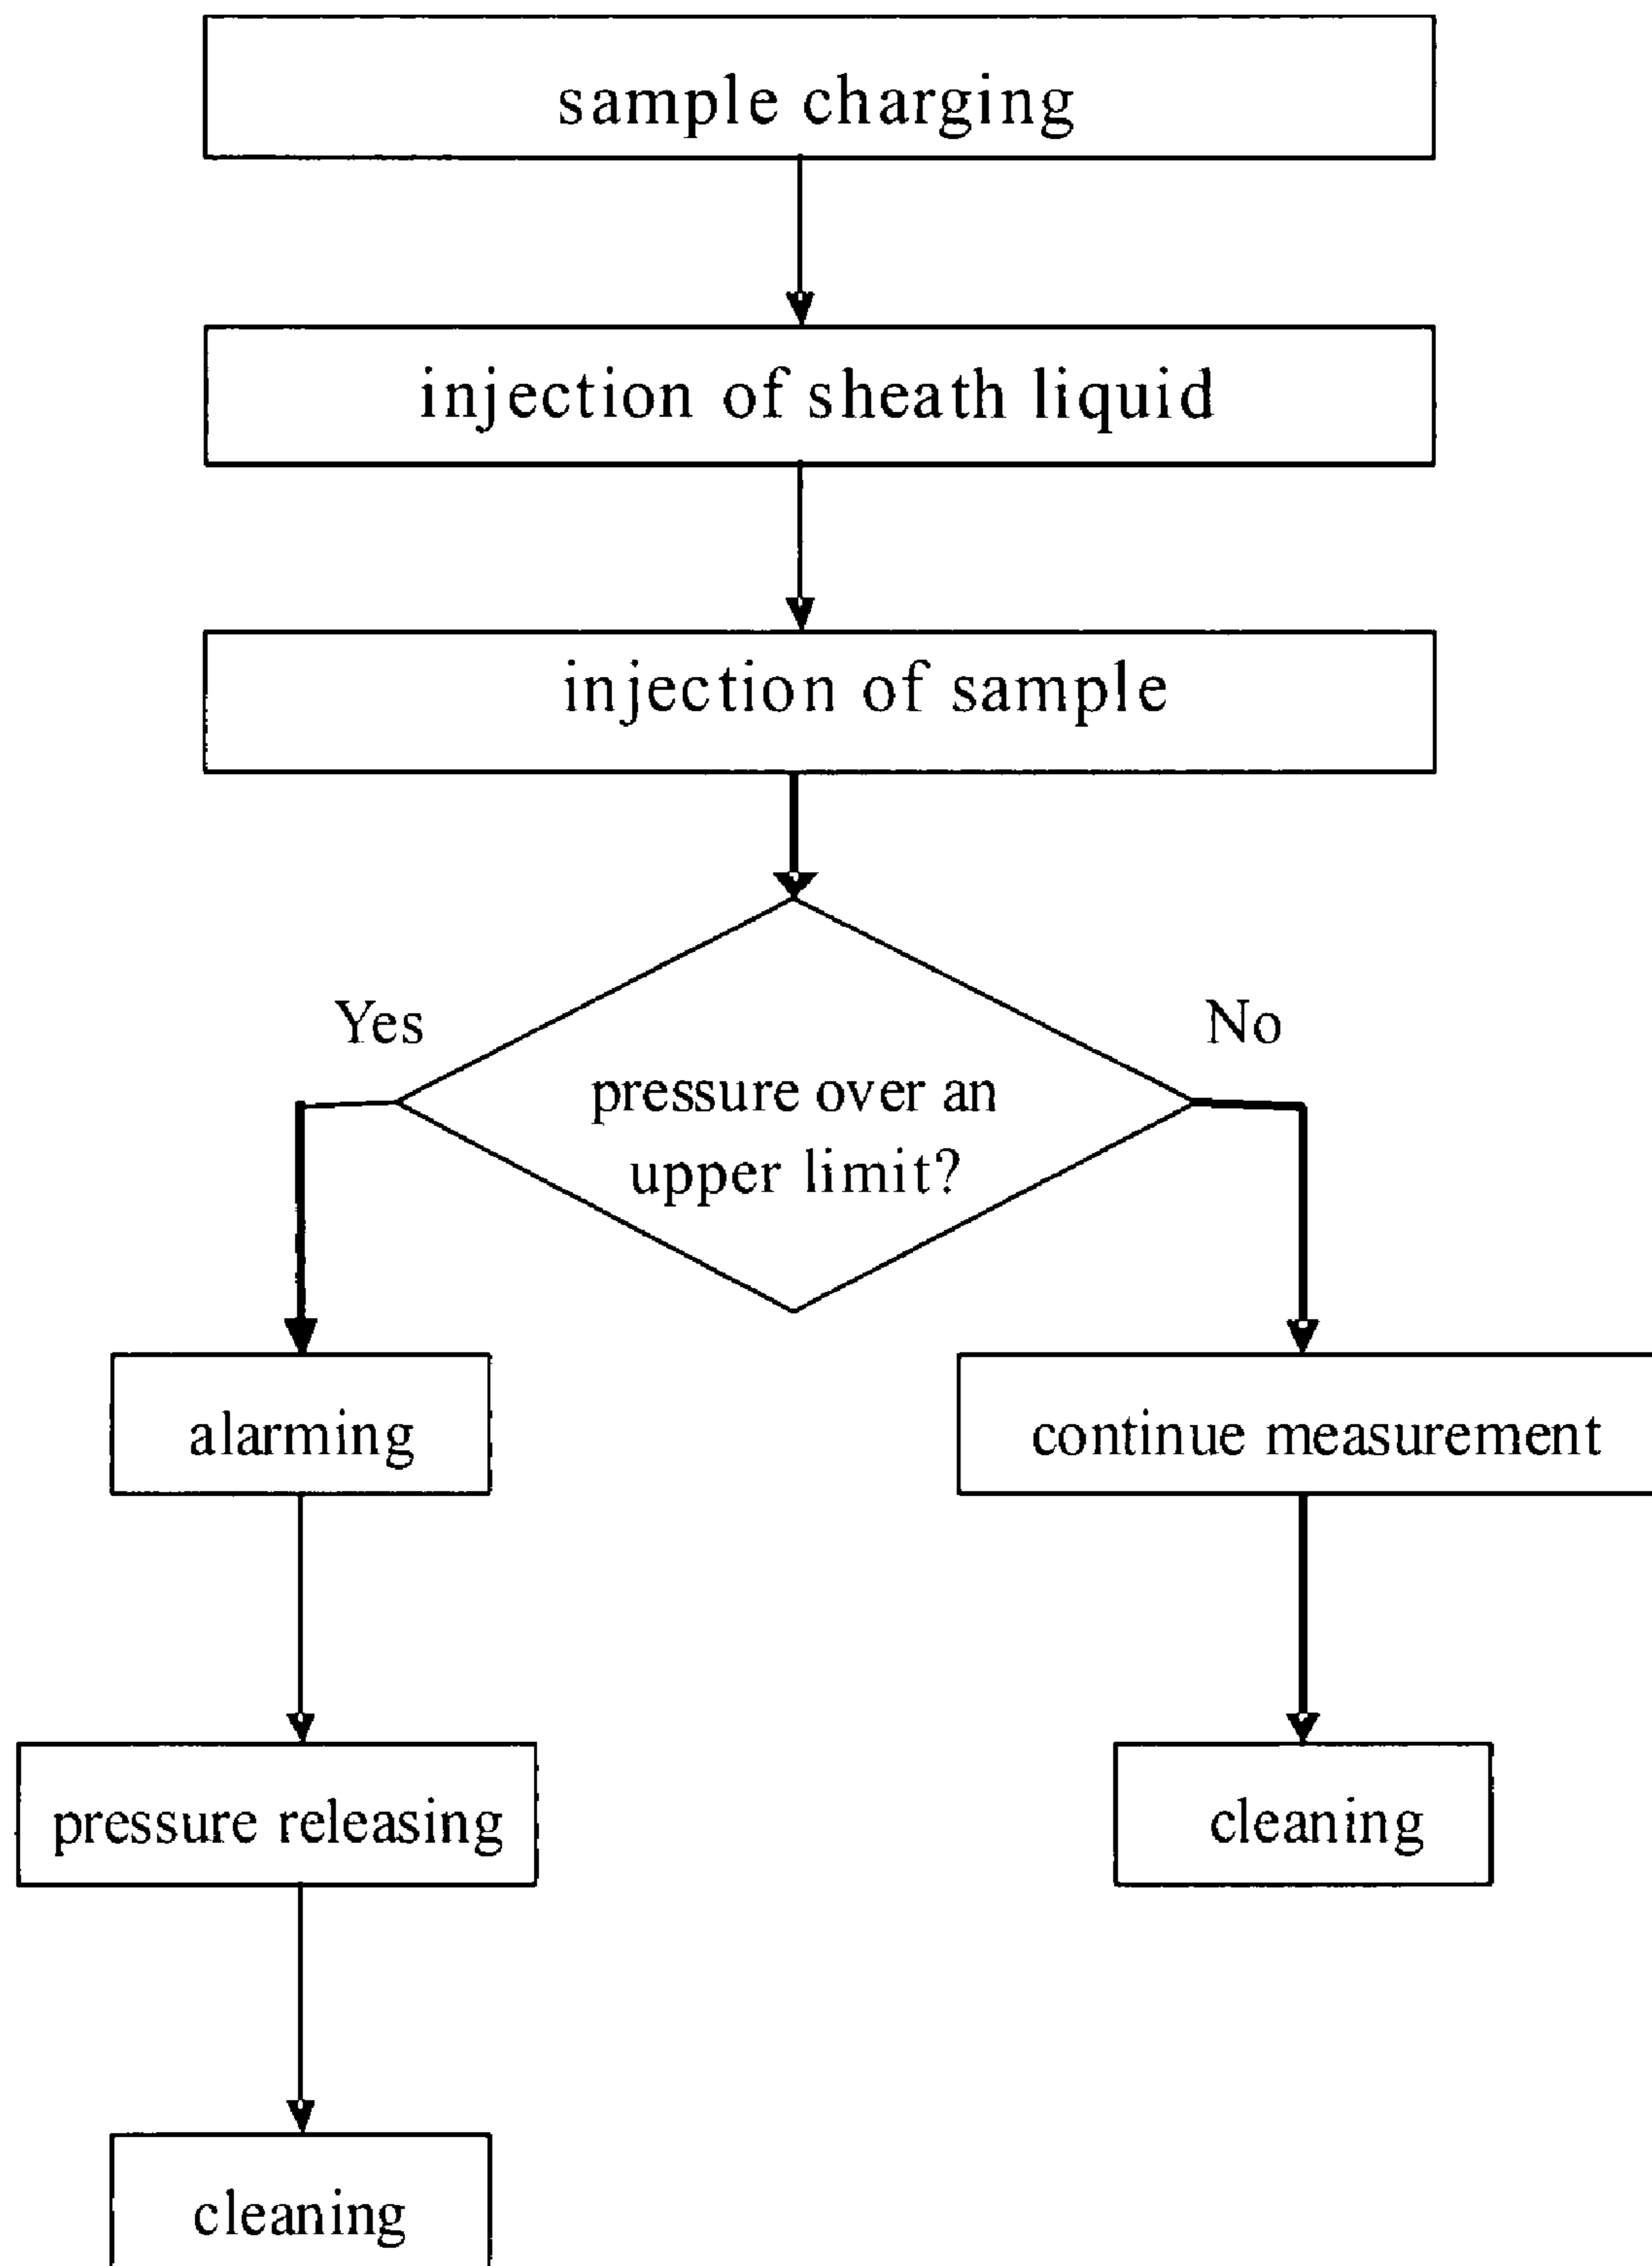 sample charging
injection of sheath liquid
injection of sample
Yes
No
pressure over an
upper limit?
alarming
continue measurement
pressure releasing
cleaning
cleaning